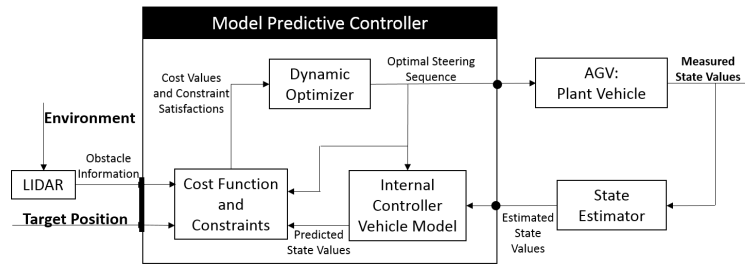 Model Predictive Controller
Cost Values
and Constraint
Satisfactions
Dynamic
Optimizer
Optimal Steering
Sequence
AGV:
Plant Vehicle
Measured
State Values
Environment
Obstacle
Information
LIDAR
Target Position
Cost Function
and
Constraints
Predicted
State Values
Internal
Controller
Vehicle Model
Estimated
State
Values
State
Estimator